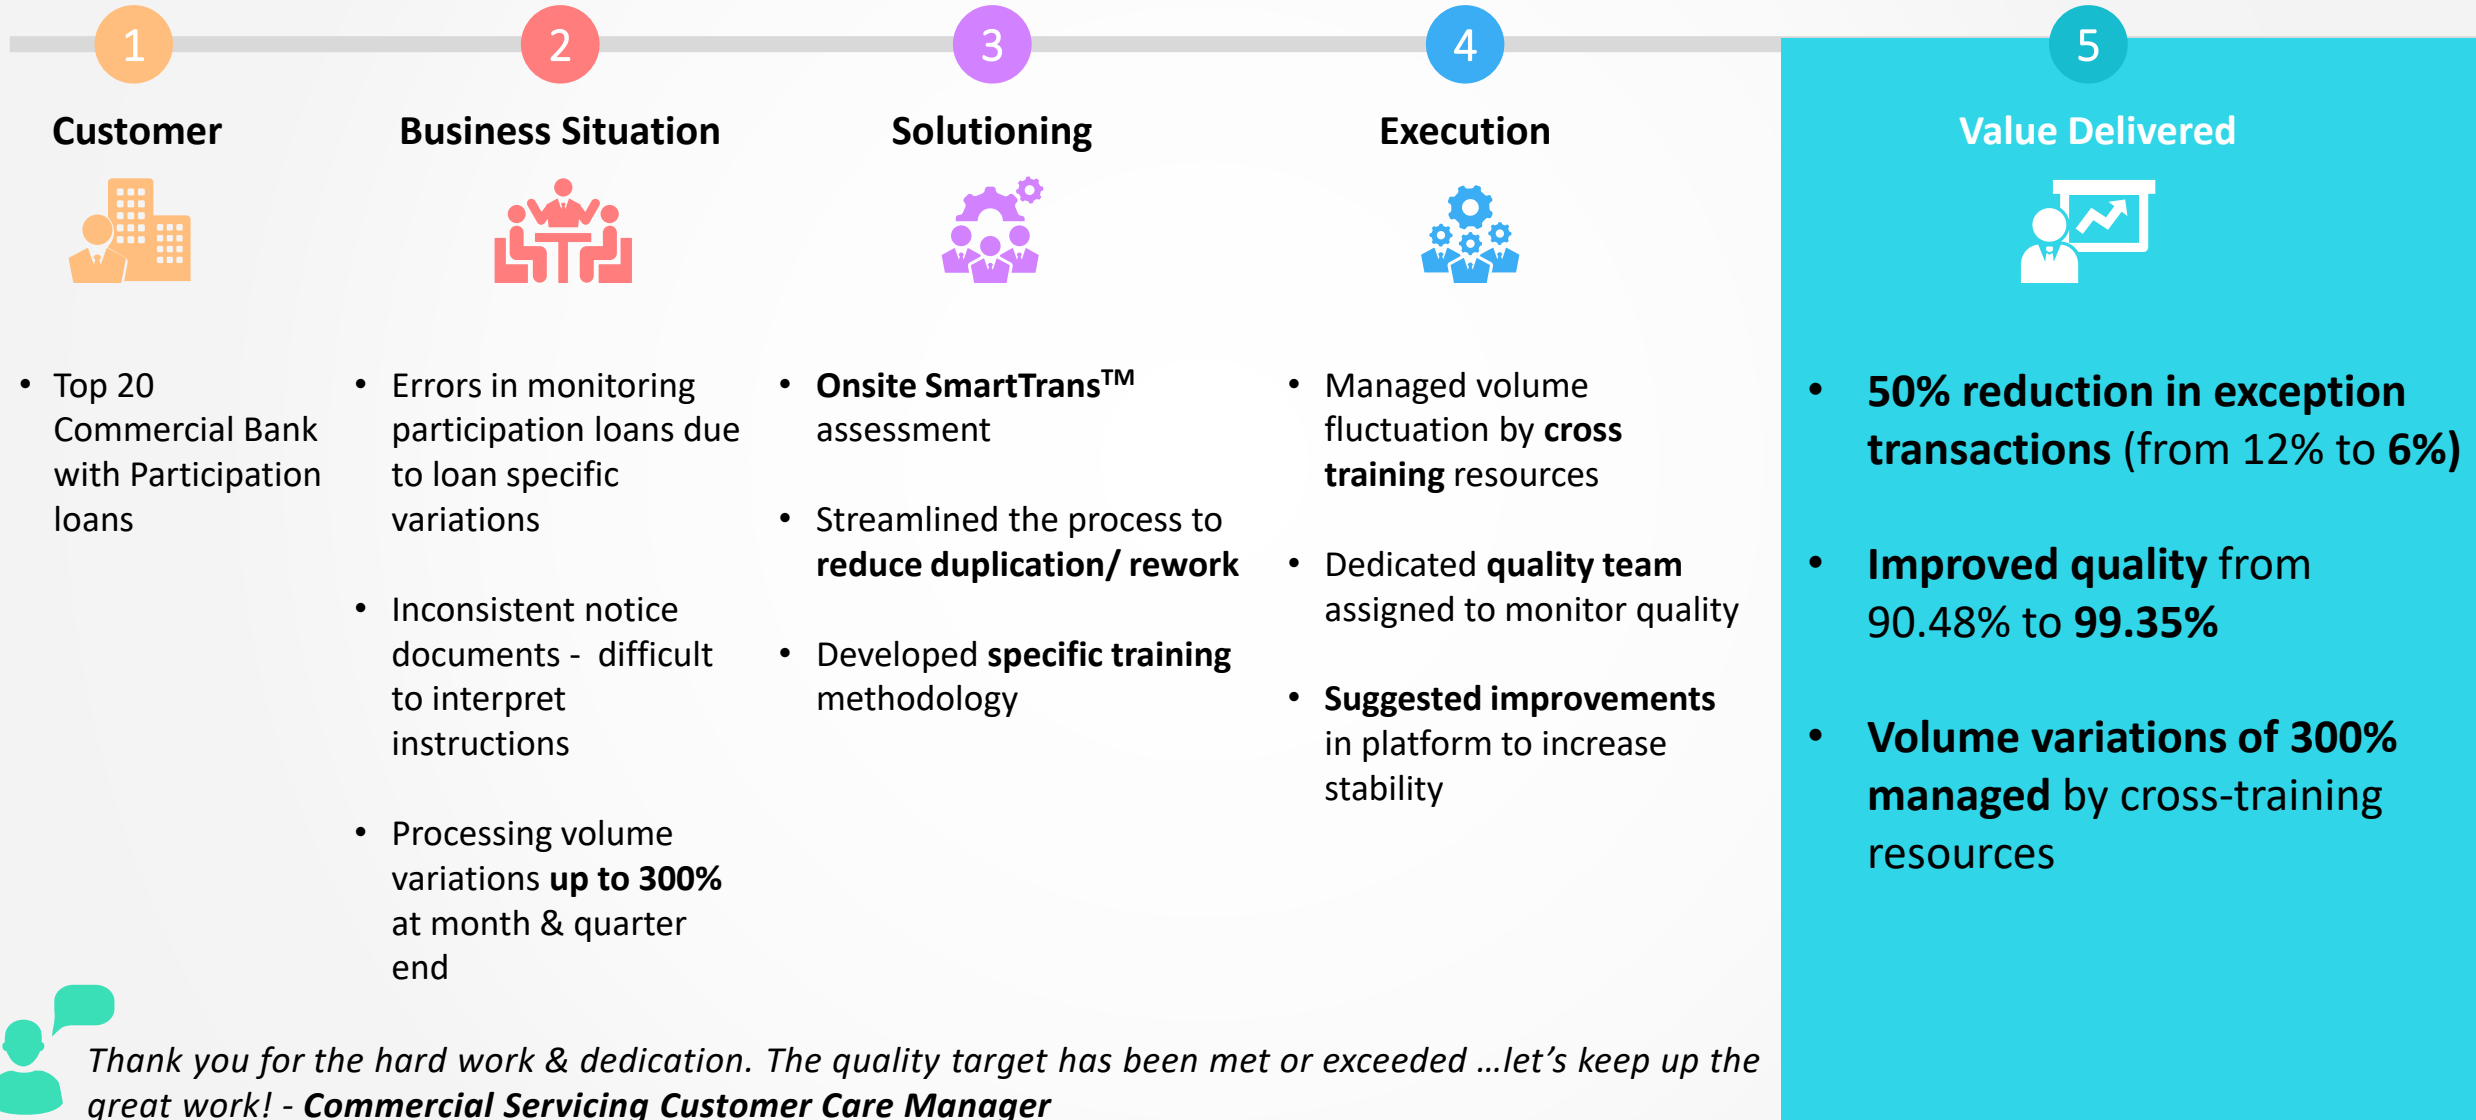 1
2
3
4
5
Customer
Business Situation
Solutioning
Execution
Value Delivered
• Top 20
Commercial Bank
with Participation
loans
• Errors in monitoring
participation loans due
to loan specific
variations
• Inconsistent notice
documents -  difficult
to interpret
instructions
• Processing volume
variations up to 300%
at month & quarter
end
• Onsite SmartTrans™
assessment
• Streamlined the process to
reduce duplication/ rework
• Developed specific training
methodology
• Managed volume
fluctuation by cross
training resources
• Dedicated quality team
assigned to monitor quality
• Suggested improvements
in platform to increase
stability
• 50% reduction in exception
transactions (from 12% to 6%)
• Improved quality from
90.48% to 99.35%
• Volume variations of 300%
managed by cross-training
resources
Thank you for the hard work & dedication. The quality target has been met or exceeded …let’s keep up the
great work! - Commercial Servicing Customer Care Manager